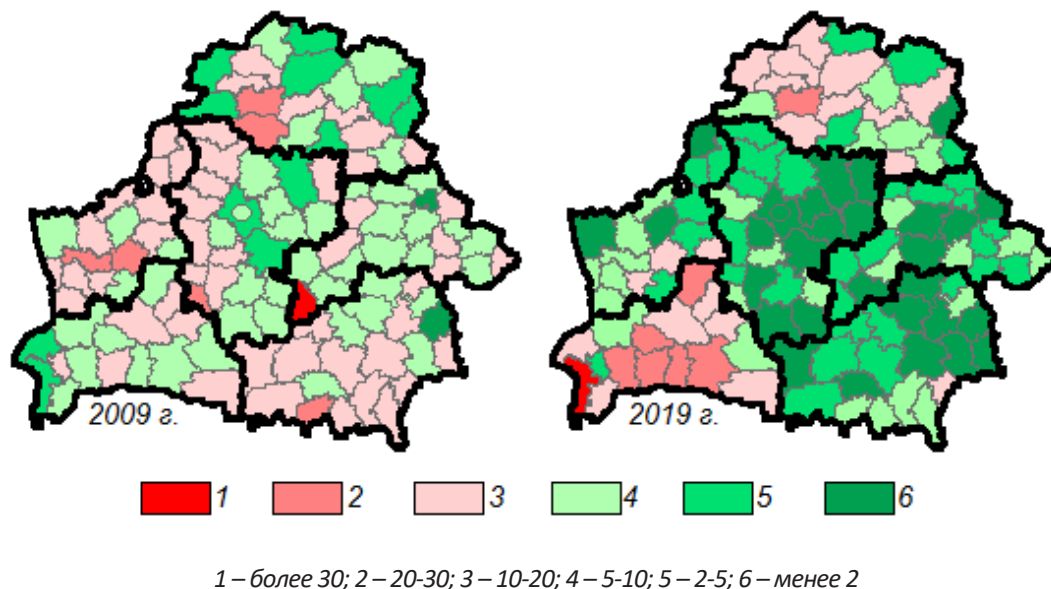 2009 г.
2019 г.
1 2 3 4 5 6
1 – более 30; 2 – 20-30; 3 – 10-20; 4 – 5-10; 5 – 2-5; 6 – менее 2